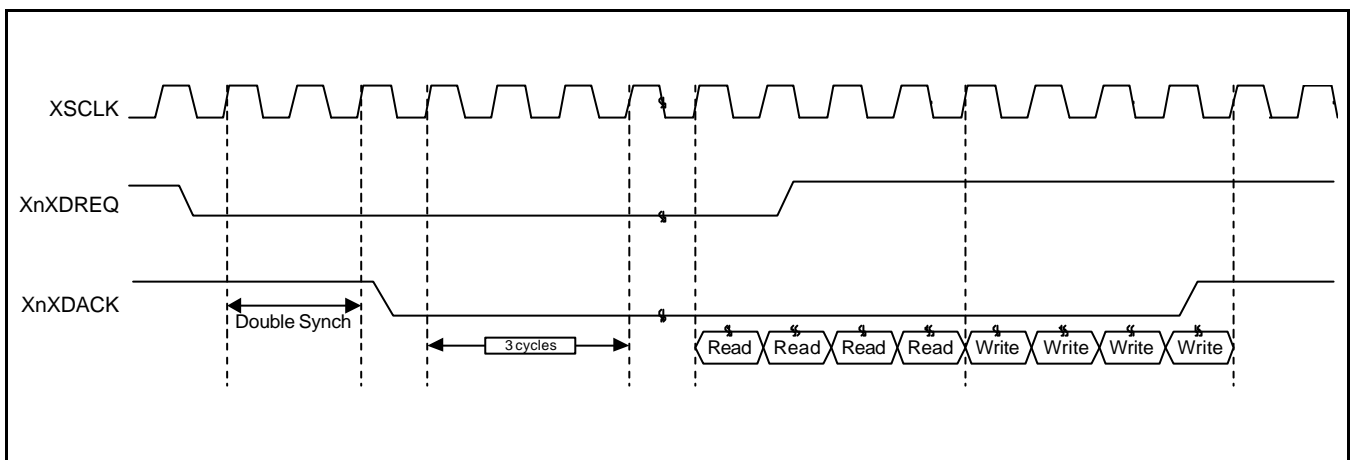 XSCLK
XnXDREQ
XnXDACK
Double Synch
3 cycles
Read Read Read Read Write Write Write Write